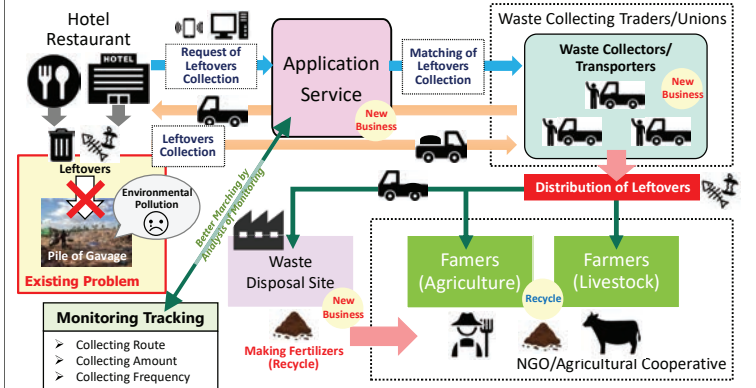 Hotel
Restaurant
HOTEL
Request of
Leftovers
Collection
Application
Service
New
Business
Matching of
Leftovers
Collection
Waste Collecting Traders/Unions
Waste Collectors/
Transporters
New
Business
Leftovers
Collection
Leftovers
Environmental
Pollution
Pile of Gavage
Existing Problem
Better Marching by
Analysis of Monitoring
Distribution of Leftovers
Waste
Disposal Site
New
Business
Making Fertilizers
(Recycle)
Famers
(Agriculture)
Recycle
Farmers
(Livestock)
NGO/Agricultural Cooperative
Monitoring Tracking
➤ Collecting Route
➤ Collecting Amount
➤ Collecting Frequency